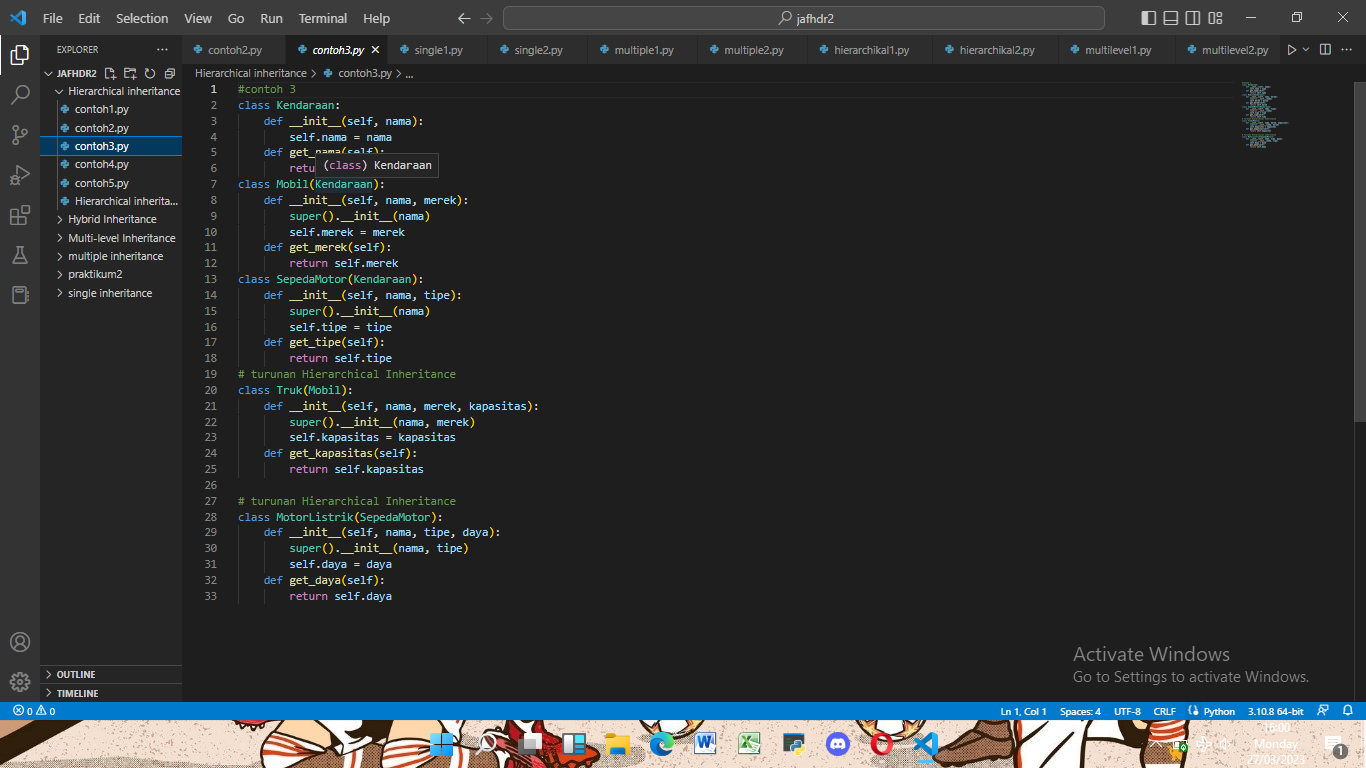 File Edit Selection View Go Run Terminal Help
jafhdr2
EXPLORER
contoh2.py contoh3.py single1.py single2.py multiple1.py multiple2.py hierarchikal1.py hierarchikal2.py multilevel1.py multilevel2.py
JAFHDR2
Hierarchical inheritance
contoh1.py
contoh2.py
contoh3.py
contoh4.py
contoh5.py
Hierarchical inherita...
Hybrid Inheritance
Multi-level Inheritance
multiple inheritance
praktikum2
single inheritance
OUTLINE
TIMELINE
Hierarchical inheritance > contoh3.py > ...
1 #contoh 3
2 class Kendaraan:
3 def __init__(self, nama):
4 self.nama = nama
5 def get_nama(self):
(class) Kendaraan
6 retu
7 class Mobil(Kendaraan):
8 def __init__(self, nama, merek):
9 super().__init__(nama)
10 self.merek = merek
11 def get_merek(self):
12 return self.merek
13 class SepedaMotor(Kendaraan):
14 def __init__(self, nama, tipe):
15 super().__init__(nama)
16 self.tipe = tipe
17 def get_tipe(self):
18 return self.tipe
19 # turunan Hierarchical Inheritance
20 class Truk(Mobil):
21 def __init__(self, nama, merek, kapasitas):
22 super().__init__(nama, merek)
23 self.kapasitas = kapasitas
24 def get_kapasitas(self):
25 return self.kapasitas
26
27 # turunan Hierarchical Inheritance
28 class MotorListrik(SepedaMotor):
29 def __init__(self, nama, tipe, daya):
30 super().__init__(nama, tipe)
31 self.daya = daya
32 def get_daya(self):
33 return self.daya
Activate Windows
Go to Settings to activate Windows.
0 0 Ln 1, Col 1 Spaces: 4 UTF-8 CRLF Python 3.10.8 64-bit
16:00
Monday
27/03/2023
1